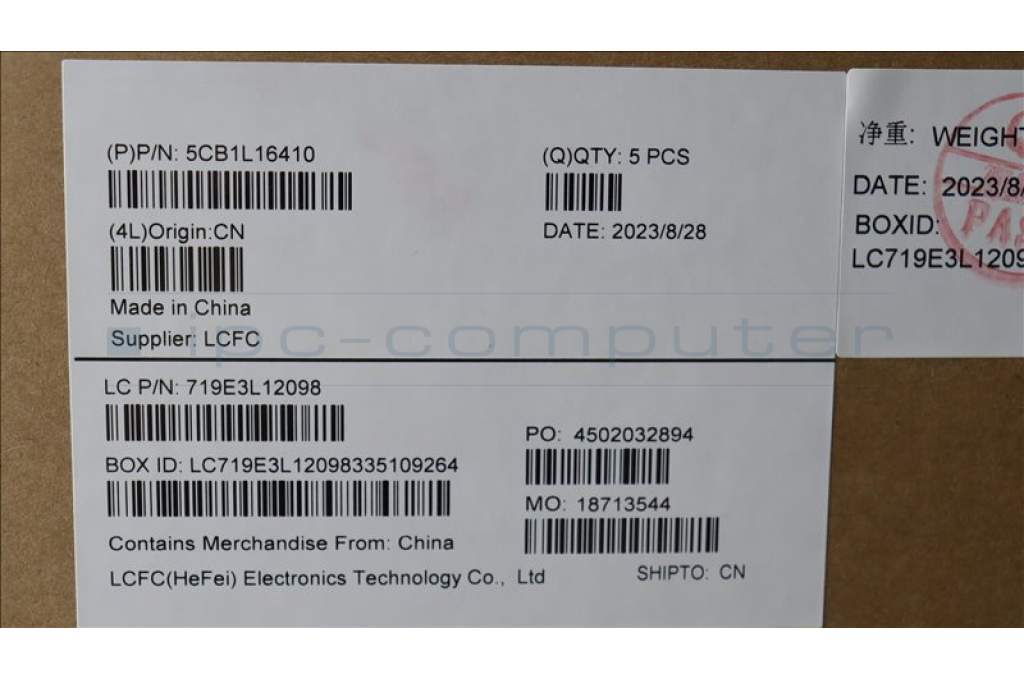 (P)P/N: 5CB1L16410
(Q)QTY: 5 PCS
(4L)Origin:CN
DATE: 2023/8/28
Made in China
Supplier: LCFC
ipc-computer
LC P/N: 719E3L12098
BOX ID: LC719E3L12098335109264
PO: 4502032894
MO: 18713544
Contains Merchandise From: China
LCFC(HeFei) Electronics Technology Co., Ltd
SHIPTO: CN
净重: WEIGHT
DATE: 2023/8/
BOXID:
LC719E3L1209